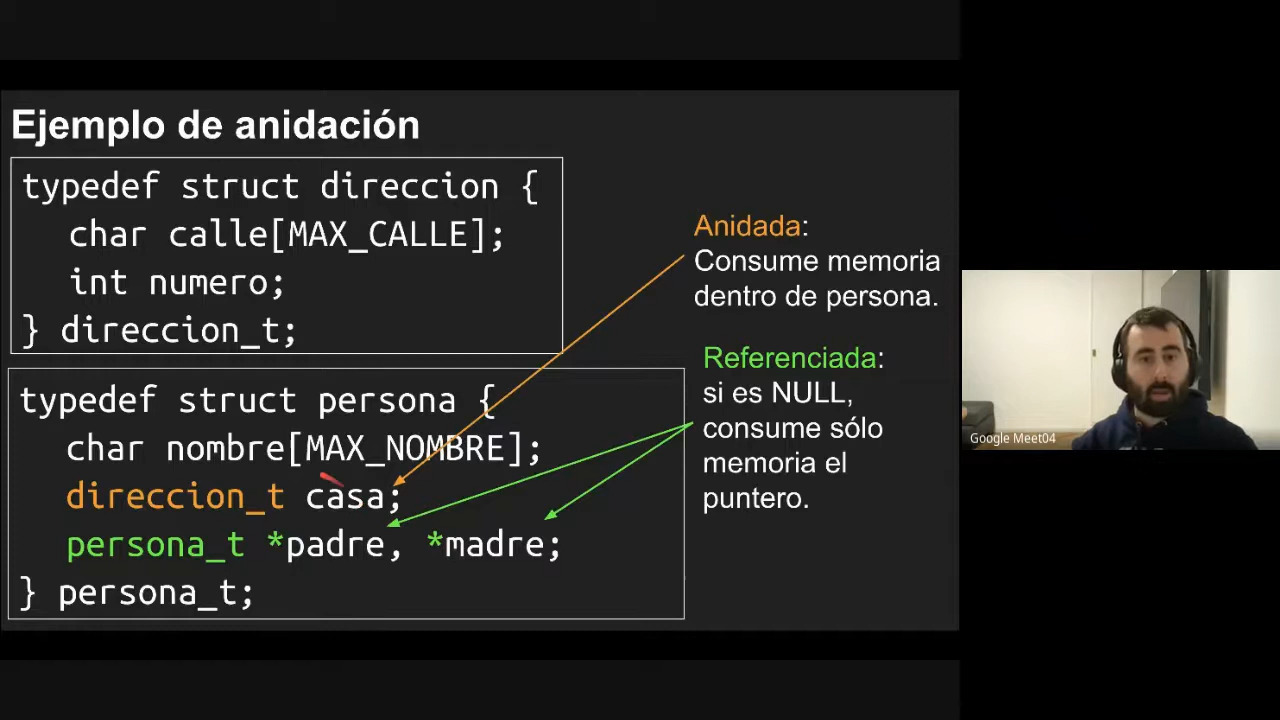 Ejemplo de anidación
typedef struct direccion {
char calle[MAX_CALLE];
int numero;
} direccion_t;
typedef struct persona {
char nombre[MAX_NOMBRE];
direccion_t casa;
persona_t *padre, *madre;
} persona_t;
Anidada:
Consume memoria
dentro de persona.
Referenciada:
si es NULL,
consume sólo
memoria el
puntero.
Google Meet04